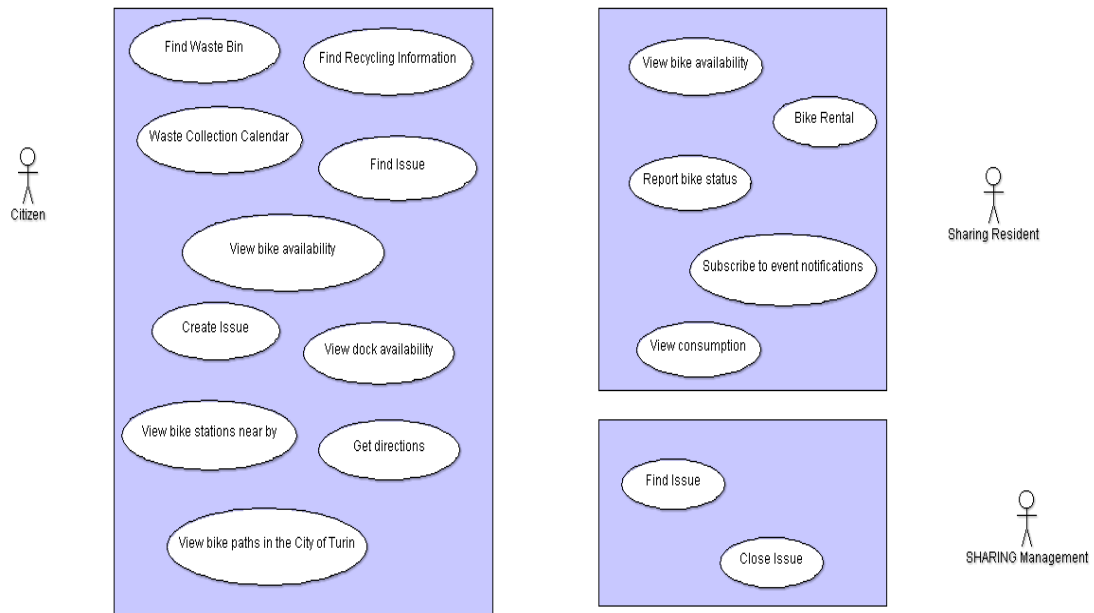 Find Waste Bin
Find Recycling Information
Waste Collection Calendar
Find Issue
Citizen
View bike availability
Create Issue
View dock availability
View bike stations near by
Get directions
View bike paths in the City of Turin
View bike availability
Bike Rental
Report bike status
Sharing Resident
Subscribe to event notifications
View consumption
Find Issue
Close Issue
SHARING Management